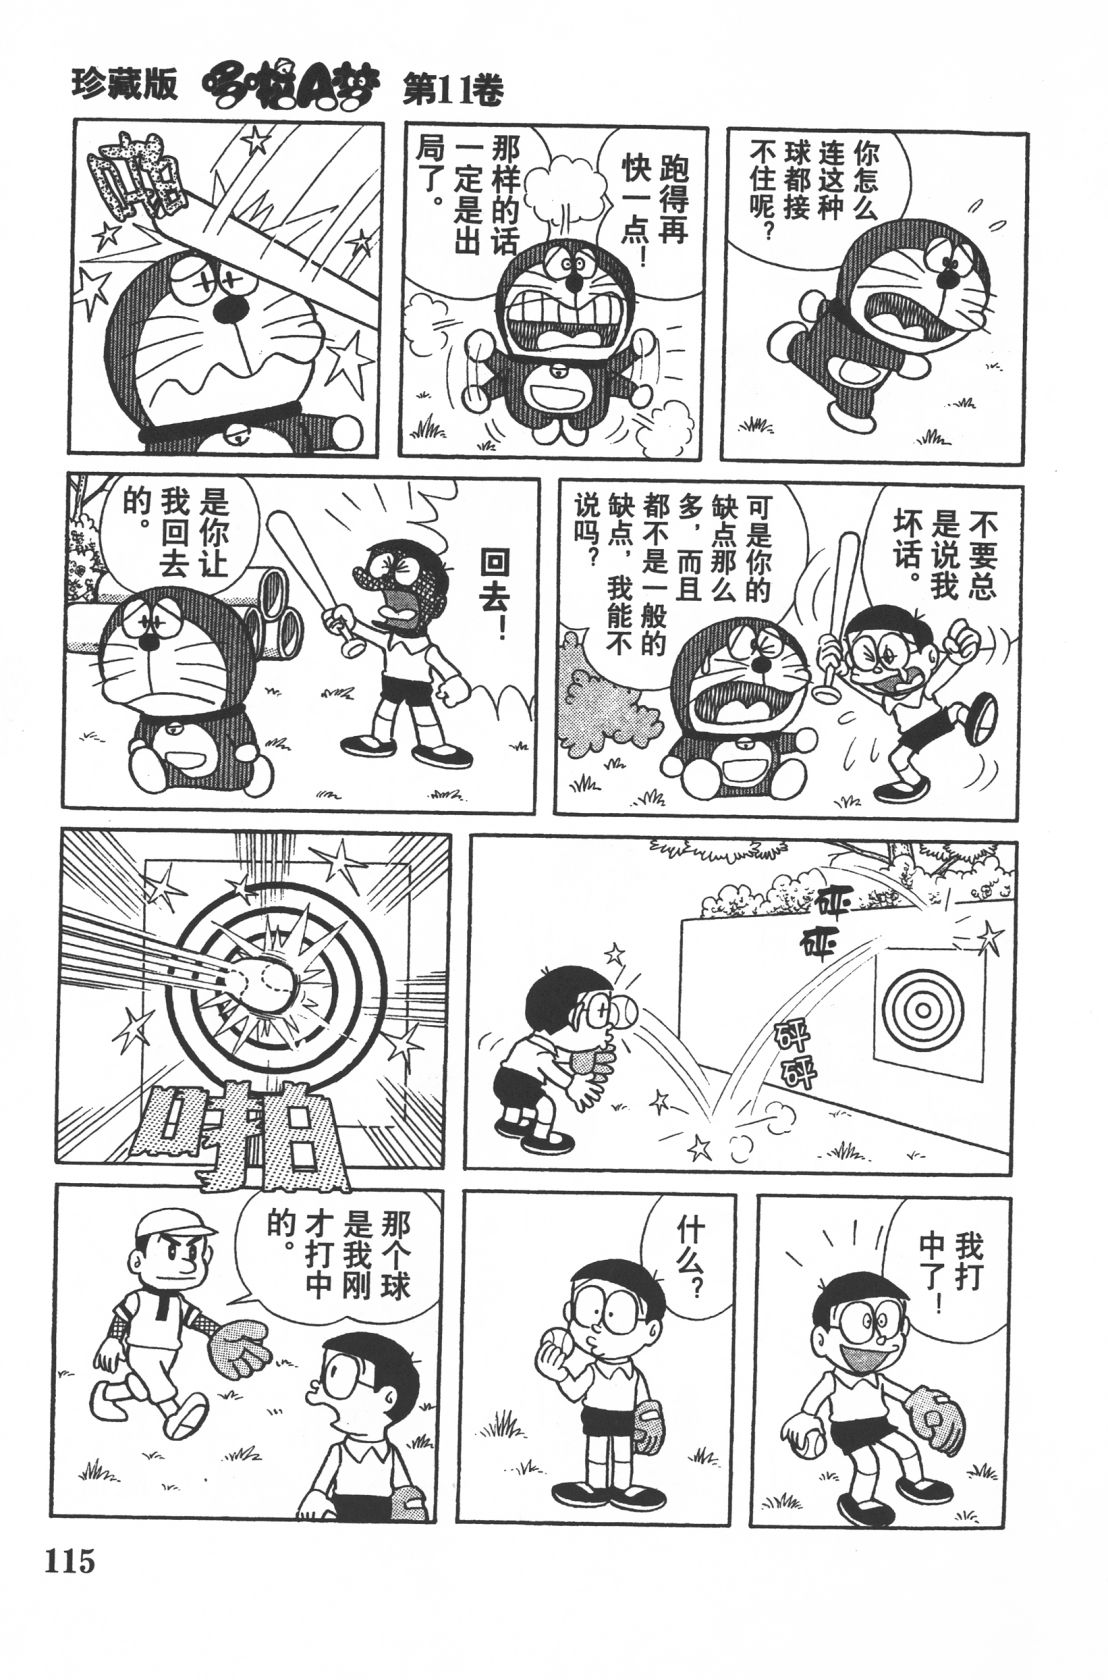 珍藏版 哆啦A梦 第11卷
你怎么
连这种
球都接
不住呢？
跑得再
快一点！
那样的话
一定是出
局了。
不要总
是说我
坏话。
可是你的
缺点那么
多，而且
都不是一般的
缺点，我能不
说吗？
回去！
是你让
我回去
的。
砰
砰
砰
砰
啪
我打
中了！
什么？
那个球
是我刚
才打中
的。
115